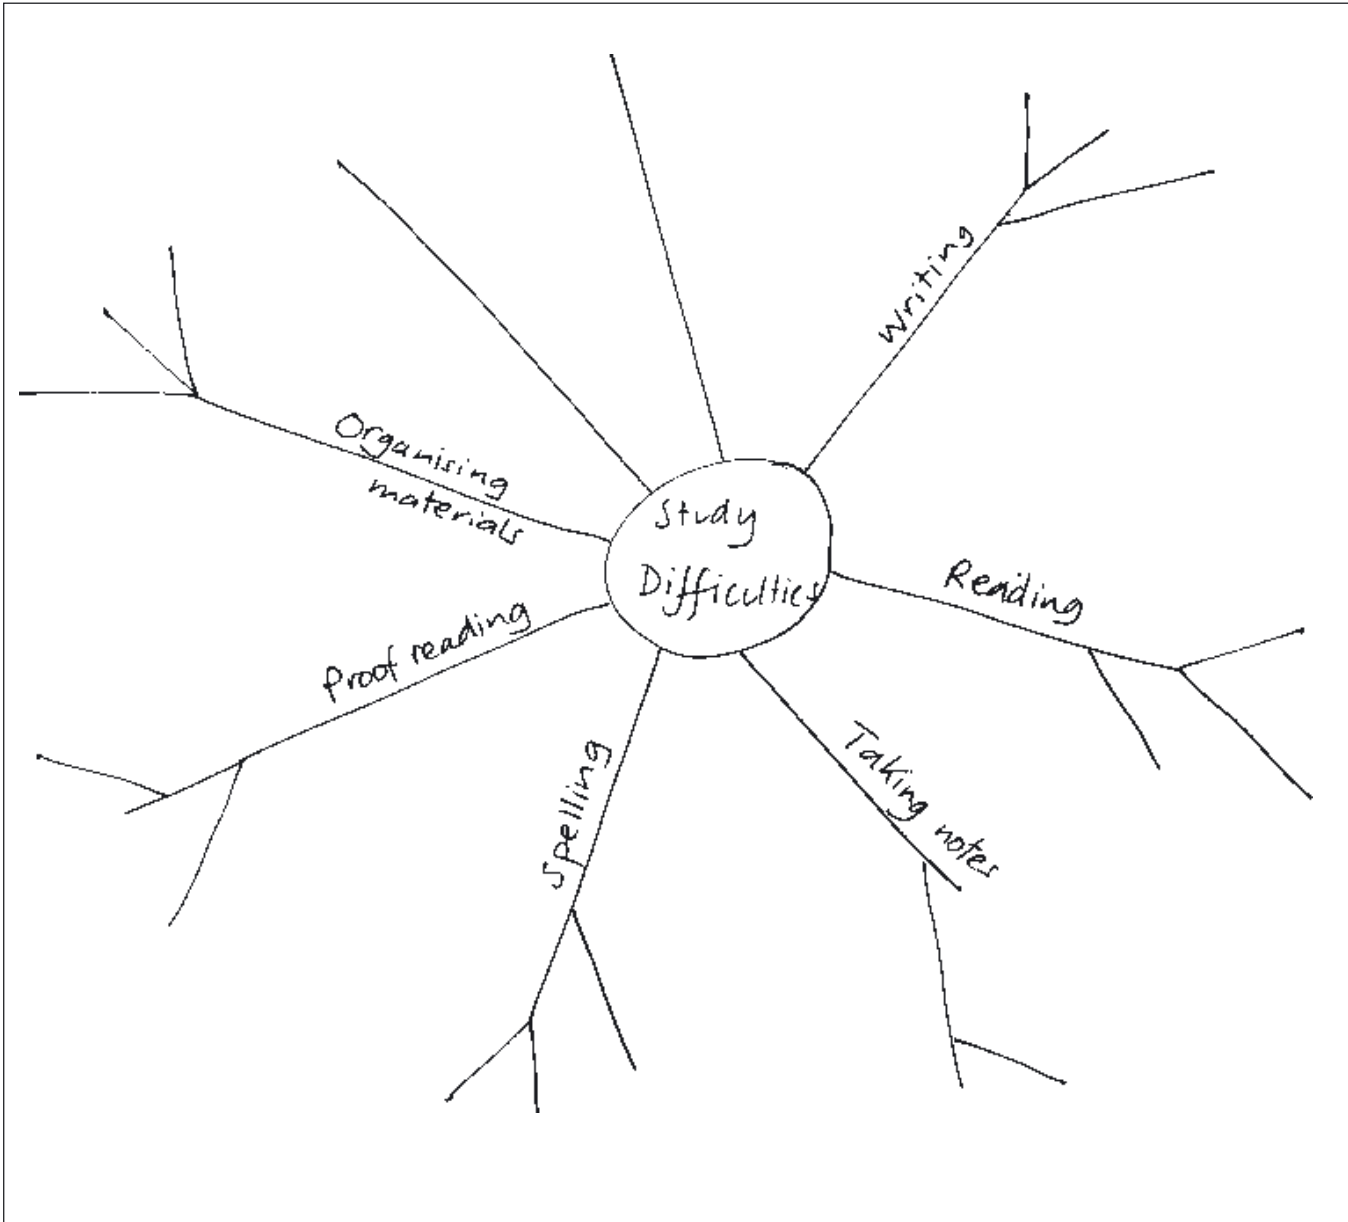 Study
Difficulties
Writing
Reading
Taking notes
Spelling
Proof reading
Organising
materials